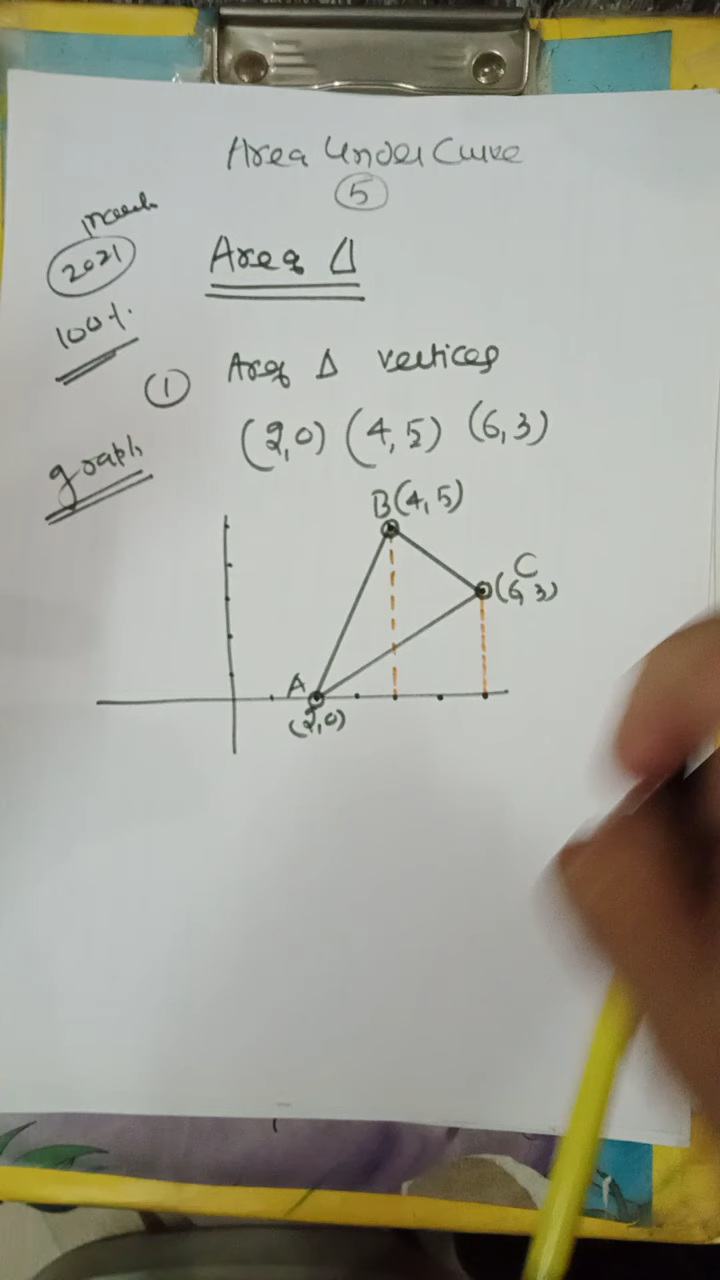 Area Under Curve
5
March
2021
Area Δ
100%
① Area Δ vertices
(2,0) (4,5) (6,3)
graph
B(4,5)
C
(6,3)
A
(2,0)